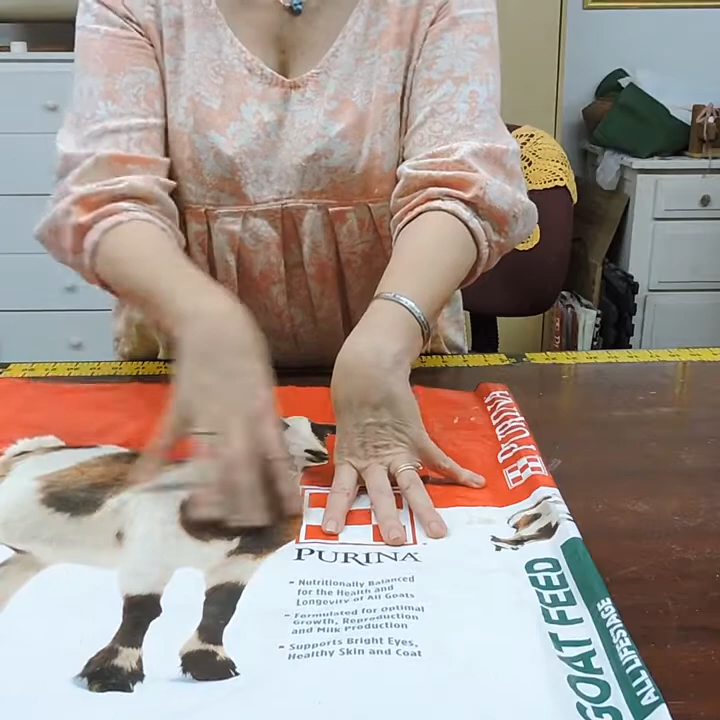 PURINA
PURINA
- Nutritionally Balanced
for the Health and
Longevity of All Goats
- Formulated for Optimal
Growth, Reproduction
and Milk Production
- Supports Bright Eyes,
Healthy Skin and Coat
GOAT FEED
ALL LIFESTAGE